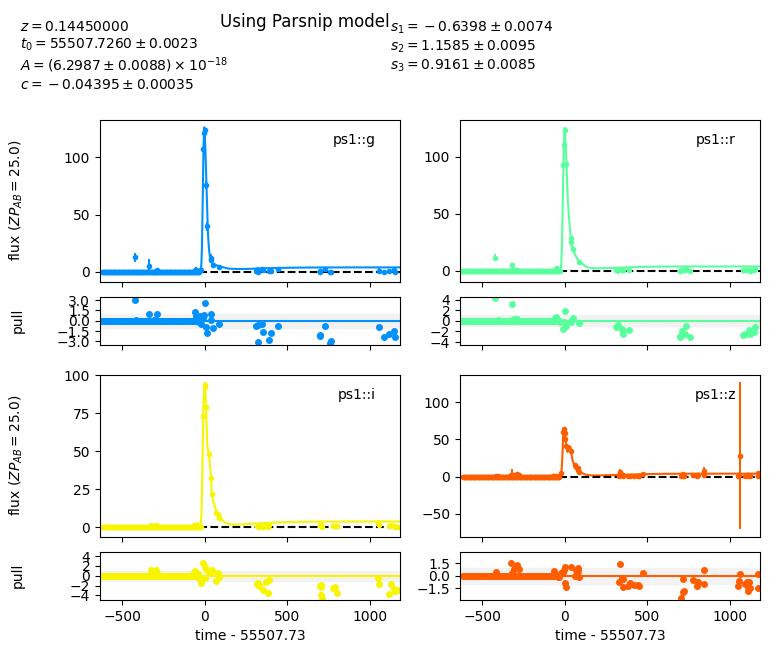 Using Parsnip model
z = 0.14450000
t0 = 55507.7260 ± 0.0023
A = (6.2987 ± 0.0088) × 10^−18
c = −0.04395 ± 0.00035
s1 = −0.6398 ± 0.0074
s2 = 1.1585 ± 0.0095
s3 = 0.9161 ± 0.0085
ps1::g
flux (ZP_AB = 25.0)
100
50
0
ps1::r
100
50
0
pull
3.0
1.5
0.0
−1.5
−3.0
4
2
0
−2
−4
ps1::i
flux (ZP_AB = 25.0)
100
75
50
25
0
ps1::z
100
50
0
−50
pull
4
2
0
−2
−4
1.5
0.0
−1.5
−500 0 500 1000
time - 55507.73
−500 0 500 1000
time - 55507.73